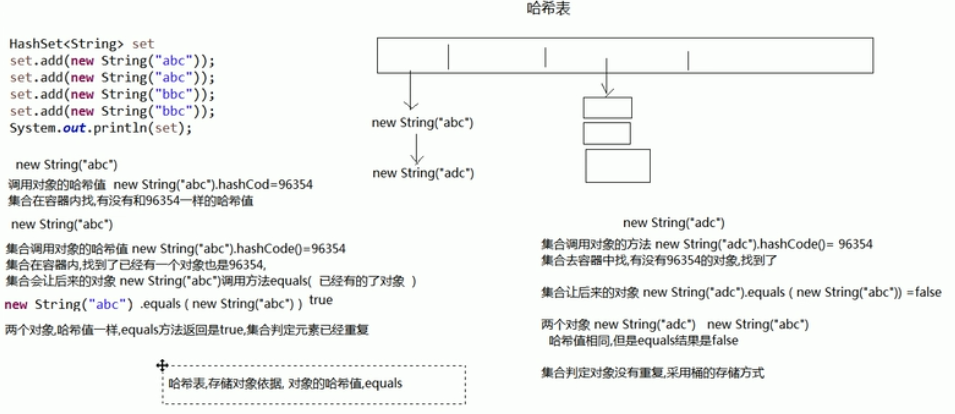 哈希表
HashSet<String> set
set.add(new String("abc"));
set.add(new String("abc"));
set.add(new String("bbc"));
set.add(new String("bbc"));
System.out.println(set);
new String("abc")
new String("adc")
new String("abc")
调用对象的哈希值 new String("abc").hashCod=96354
集合在容器内找,有没有和96354一样的哈希值
new String("abc")
集合调用对象的哈希值 new String("abc").hashCode()=96354
集合在容器内,找到了已经有一个对象也是96354,
集合会让后来的对象 new String("abc")调用方法equals( 已经有的了对象 )
new String("abc") .equals ( new String("abc") ) true
两个对象,哈希值一样,equals方法返回是true,集合判定元素已经重复
new String("adc")
集合调用对象的方法 new String("adc").hashCode()= 96354
集合去容器中找,有没有96354的对象,找到了
集合让后来的对象 new String("adc").equals ( new String("abc")) =false
两个对象 new String("adc") new String("abc")
哈希值相同,但是equals结果是false
集合判定对象没有重复,采用桶的存储方式
哈希表,存储对象依据, 对象的哈希值,equals